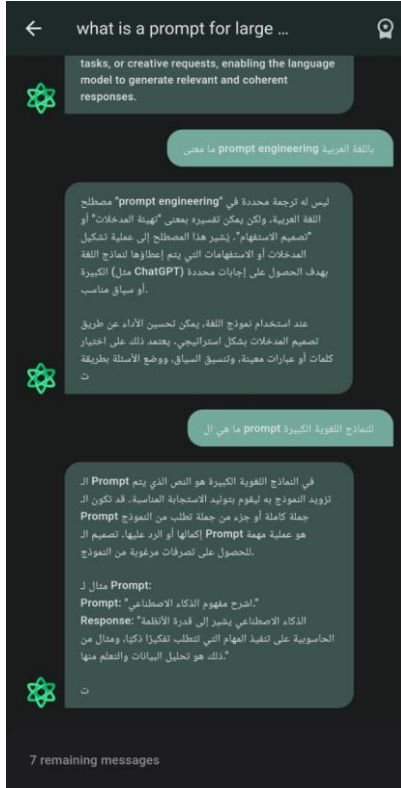 what is a prompt for large ...
tasks, or creative requests, enabling the language
model to generate relevant and coherent
responses.
باللغة العربية prompt engineering ما معنى
ليس له ترجمة محددة في "prompt engineering" مصطلح
اللغة العربية، ولكن يمكن تفسيره بمعنى "تهيئة المدخلات" أو
"تصميم الاستفهام". يُشير هذا المصطلح إلى عملية تشكيل
المدخلات أو الاستفهامات التي يتم إعطاؤها لنماذج اللغة
بهدف الحصول على إجابات محددة (ChatGPT مثل) الكبيرة
أو سياق مناسب.
عند استخدام نموذج اللغة، يمكن تحسين الأداء عن طريق
تصميم المدخلات بشكل استراتيجي. يعتمد ذلك على اختيار
كلمات أو عبارات معينة، وتنسيق السياق، ووضع الأسئلة بطريقة
ت
للنماذج اللغوية الكبيرة prompt ما هي ال
في النماذج اللغوية الكبيرة هو النص الذي يتم Prompt الـ
تزويد النموذج به ليقوم بتوليد الاستجابة المناسبة. قد تكون الـ
جملة كاملة أو جزء من جملة تطلب من النموذج Prompt
هو عملية مهمة Prompt إكمالها أو الرد عليها. تصميم الـ
للحصول على تصرفات مرغوبة من النموذج.
مثال لـ Prompt:
Prompt: "اشرح مفهوم الذكاء الاصطناعي."
Response: "الذكاء الاصطناعي يشير إلى قدرة الأنظمة
الحاسوبية على تنفيذ المهام التي تتطلب تفكيرًا ذكيًا، ومثال من
ذلك هو تحليل البيانات والتعلم منها."
ت
7 remaining messages